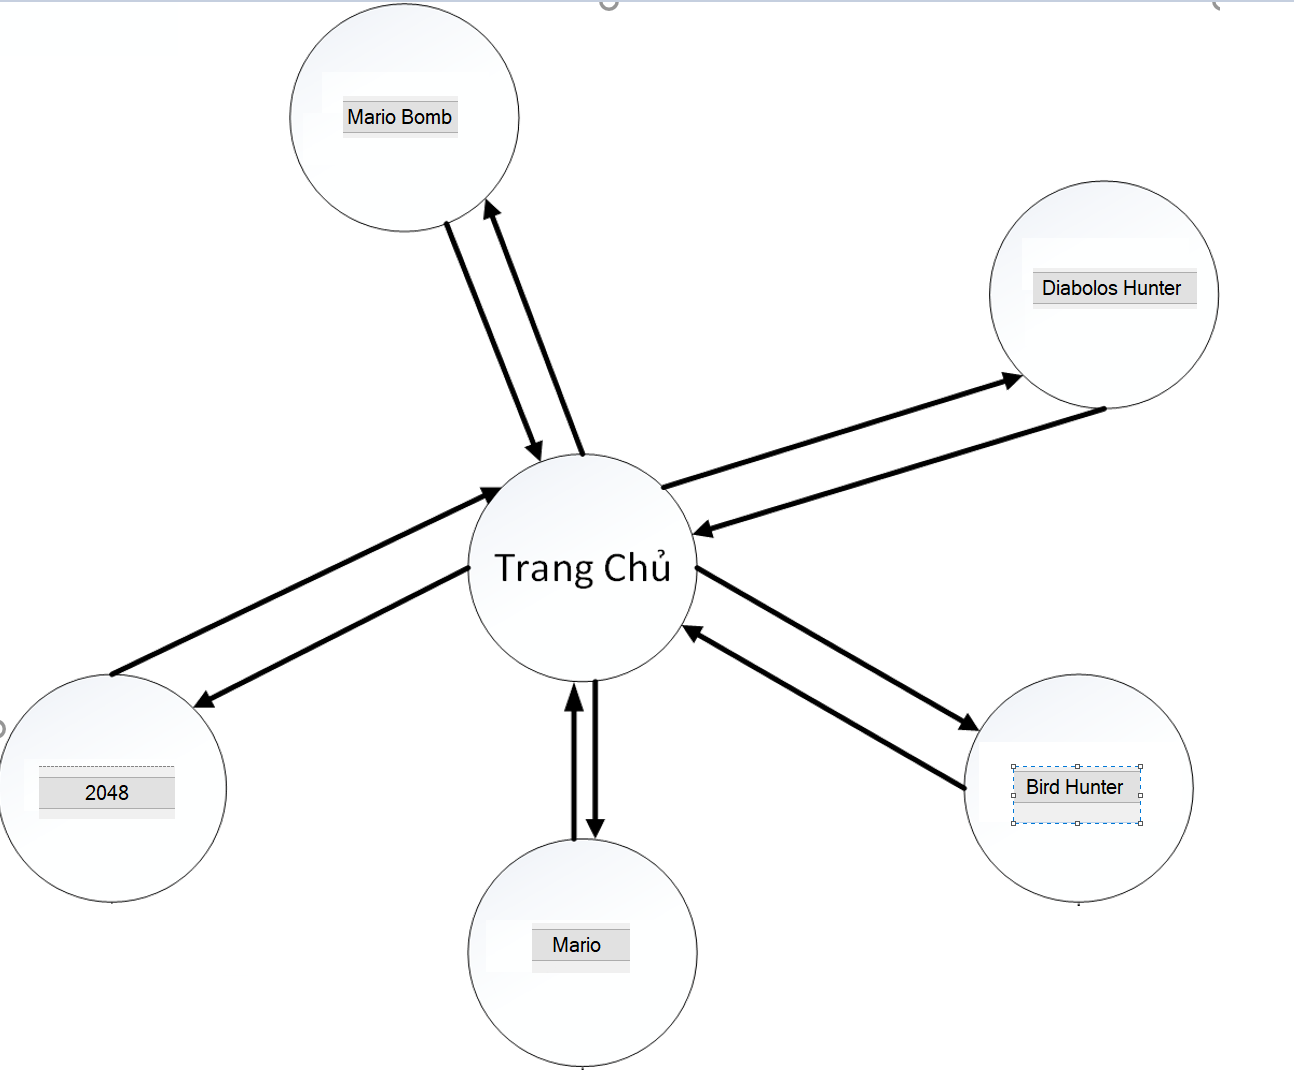 Mario Bomb
Diabolos Hunter
Trang Chủ
2048
Bird Hunter
Mario